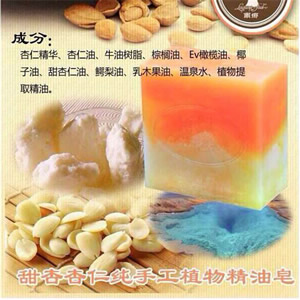 成分：
杏仁精华、杏仁油、牛油树脂、棕榈油、Ev橄榄油、椰
子油、甜杏仁油、鳄梨油、乳木果油、温泉水、植物提
取精油。
甜杏杏仁纯手工植物精油皂